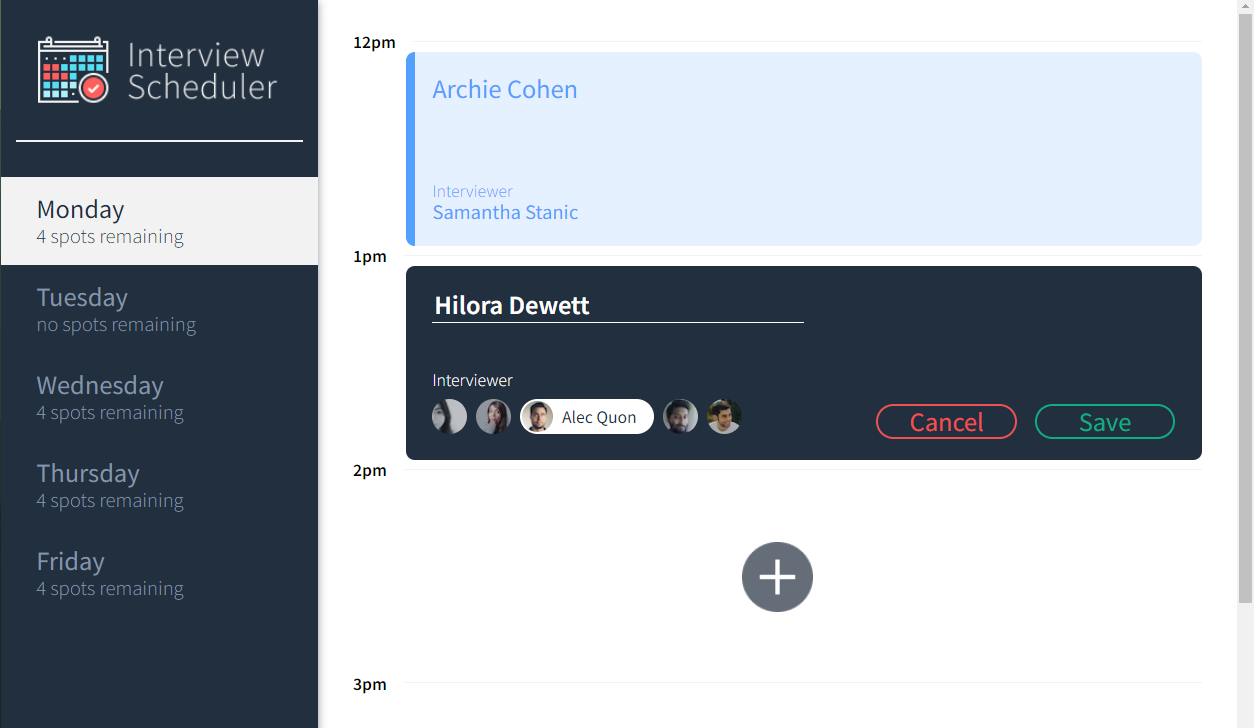 Interview
Scheduler
Monday
4 spots remaining
Tuesday
no spots remaining
Wednesday
4 spots remaining
Thursday
4 spots remaining
Friday
4 spots remaining
12pm
Archie Cohen
Interviewer
Samantha Stanic
1pm
Hilora Dewett
Interviewer
Alec Quon
Cancel
Save
2pm
3pm